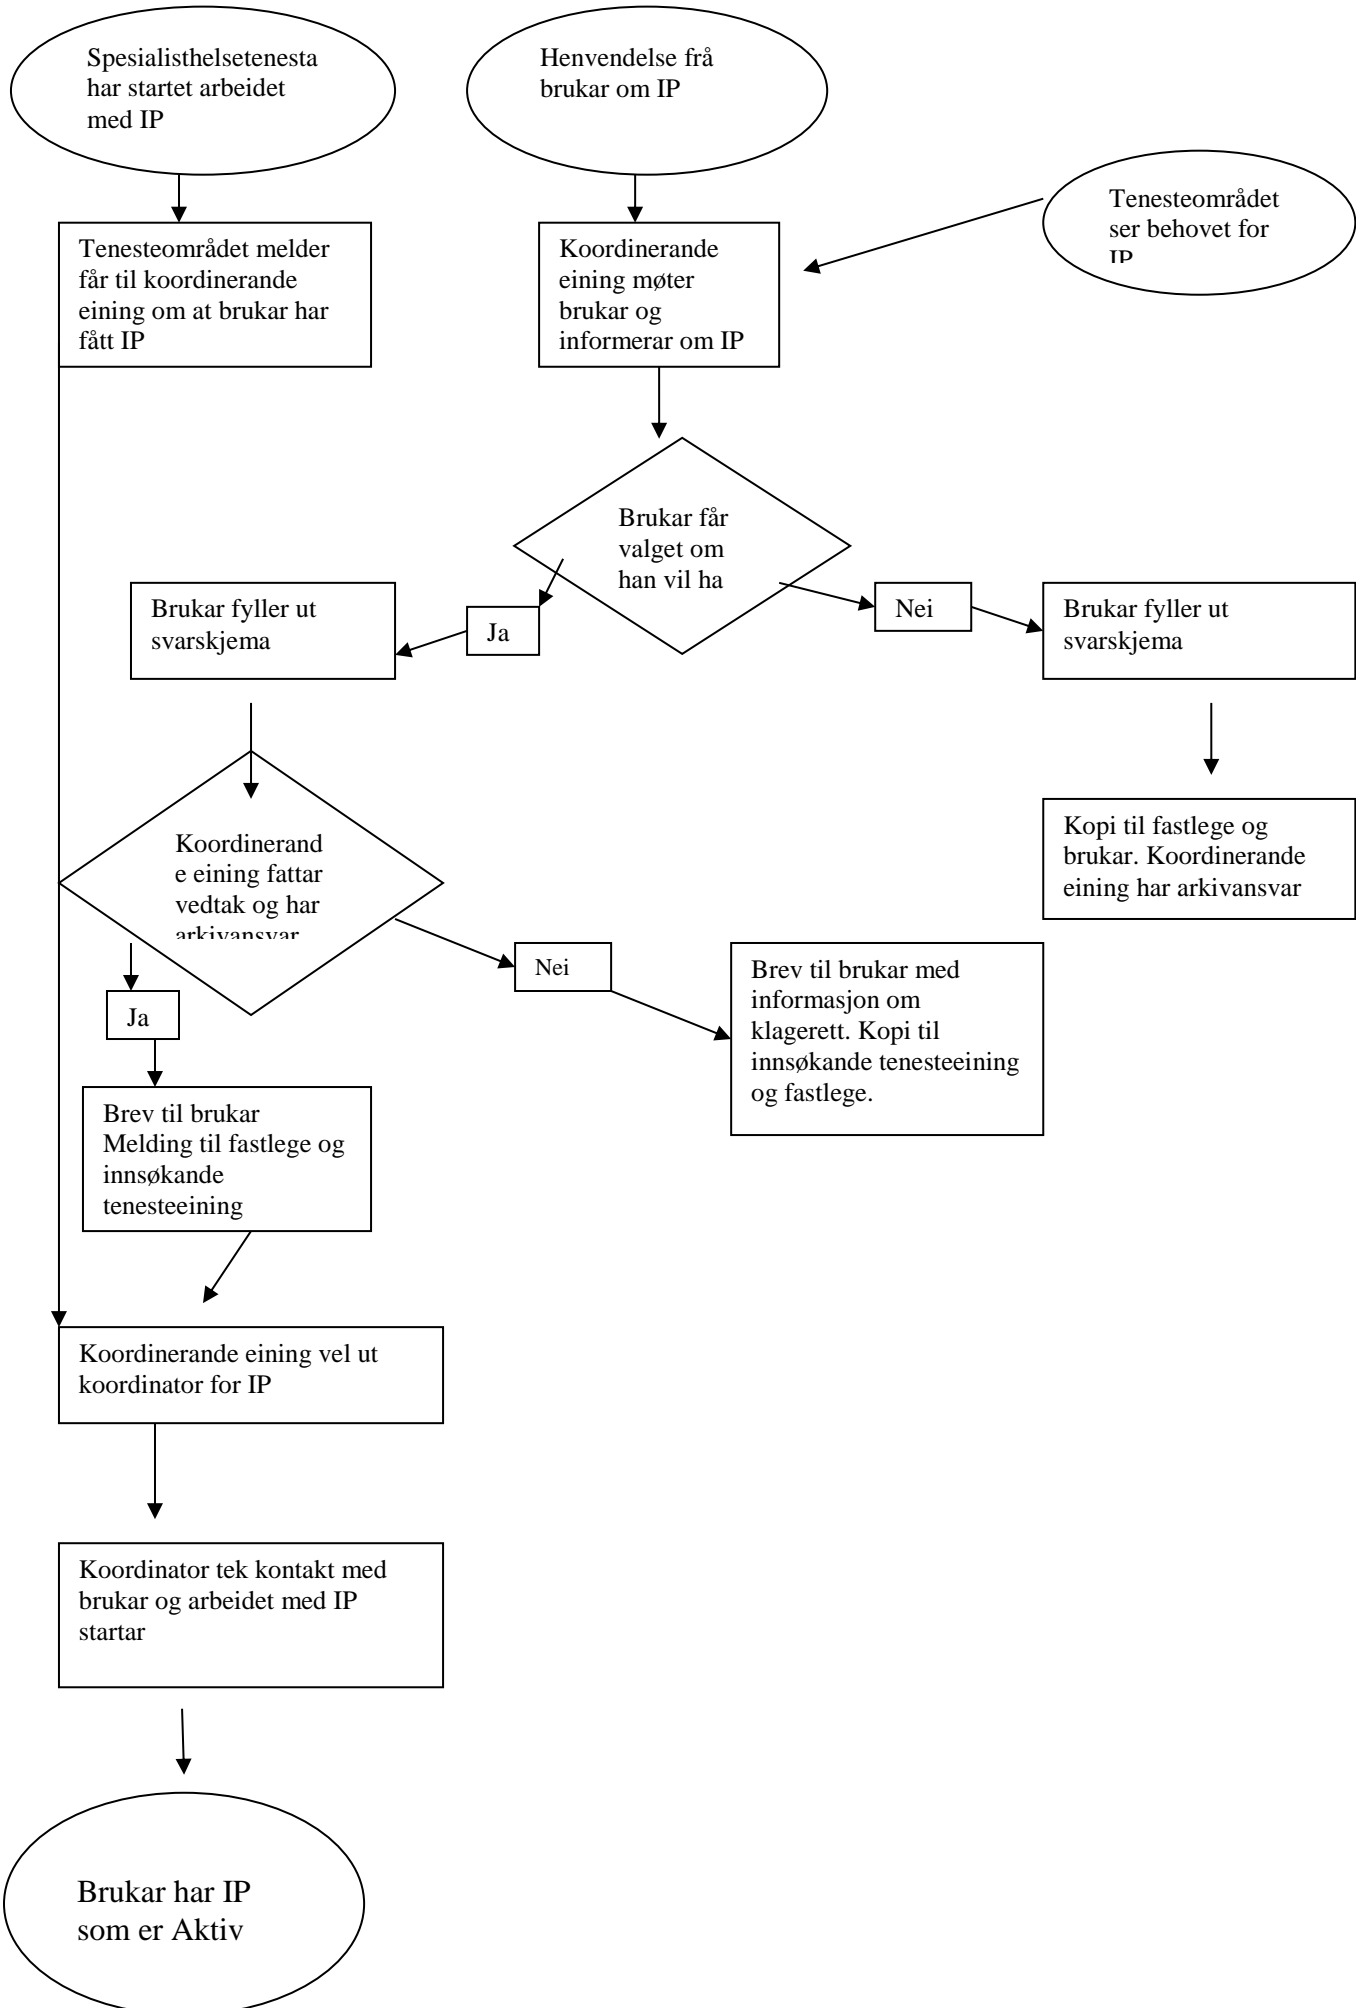 Spesialisthelsetenesta
har startet arbeidet
med IP
Henvendelse frå
brukar om IP
Tenesteområdet
ser behovet for
IP
Tenesteområdet melder
får til koordinerande
eining om at brukar har
fått IP
Koordinerande
eining møter
brukar og
informerar om IP
Brukar får
valget om
han vil ha
Ja
Nei
Brukar fyller ut
svarskjema
Brukar fyller ut
svarskjema
Kopi til fastlege og
brukar. Koordinerande
eining har arkivansvar
Koordinerand
e eining fattar
vedtak og har
arkivansvar
Ja
Nei
Brev til brukar med
informasjon om
klagerett. Kopi til
innsøkande tenesteeining
og fastlege.
Brev til brukar
Melding til fastlege og
innsøkande
tenesteeining
Koordinerande eining vel ut
koordinator for IP
Koordinator tek kontakt med
brukar og arbeidet med IP
startar
Brukar har IP
som er Aktiv